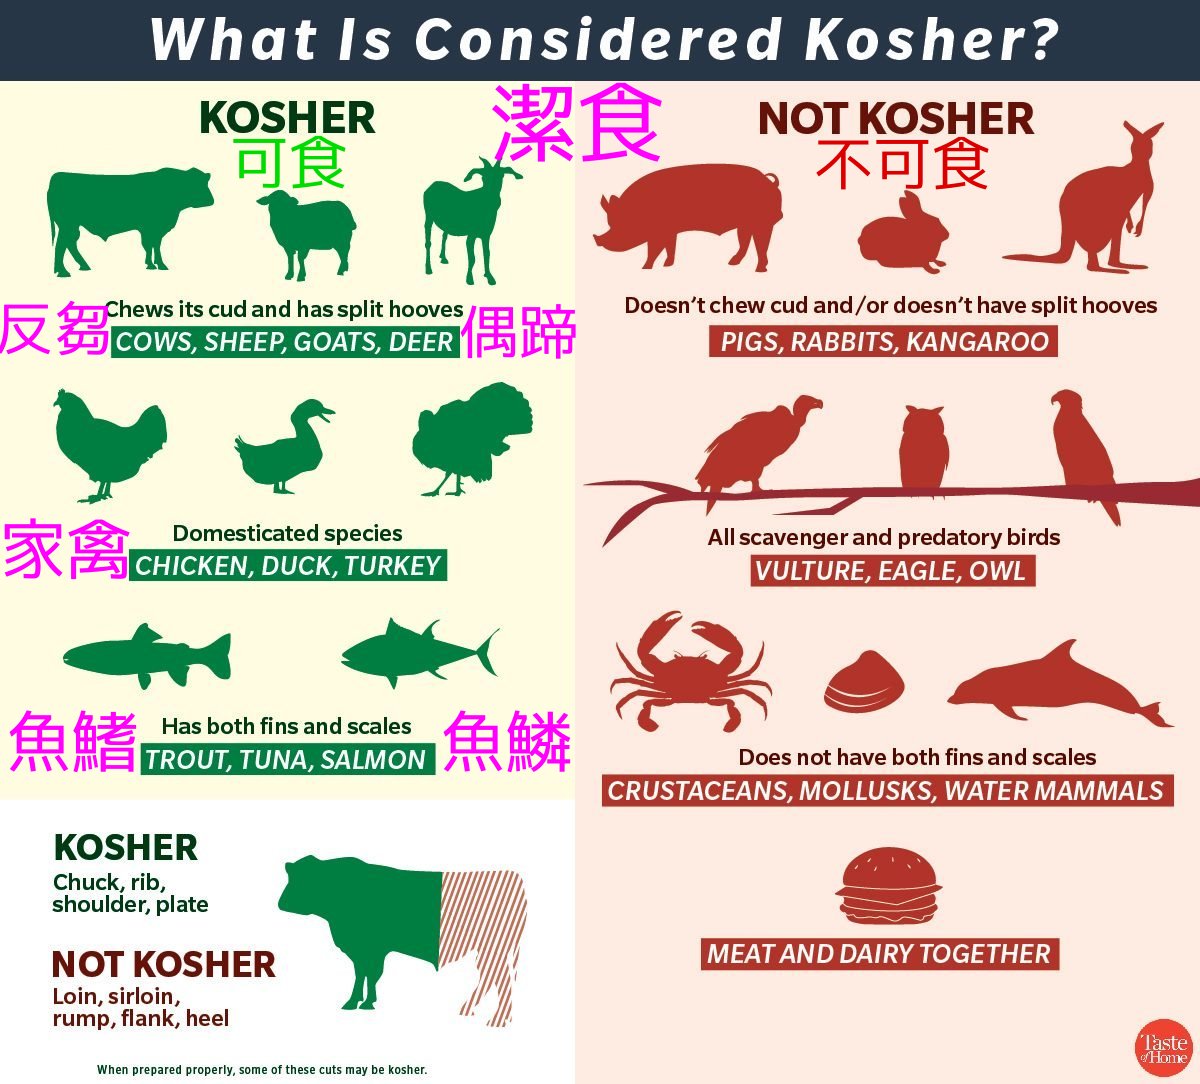 What Is Considered Kosher?
KOSHER
可食
潔食
反芻
Chews its cud and has split hooves
偶蹄
COWS, SHEEP, GOATS, DEER
家禽
Domesticated species
CHICKEN, DUCK, TURKEY
魚鰭
Has both fins and scales
魚鱗
TROUT, TUNA, SALMON
KOSHER
Chuck, rib,
shoulder, plate
NOT KOSHER
Loin, sirloin,
rump, flank, heel
When prepared properly, some of these cuts may be kosher.
NOT KOSHER
不可食
Doesn't chew cud and/or doesn't have split hooves
PIGS, RABBITS, KANGAROO
All scavenger and predatory birds
VULTURE, EAGLE, OWL
Does not have both fins and scales
CRUSTACEANS, MOLLUSKS, WATER MAMMALS
MEAT AND DAIRY TOGETHER
Taste
of Home